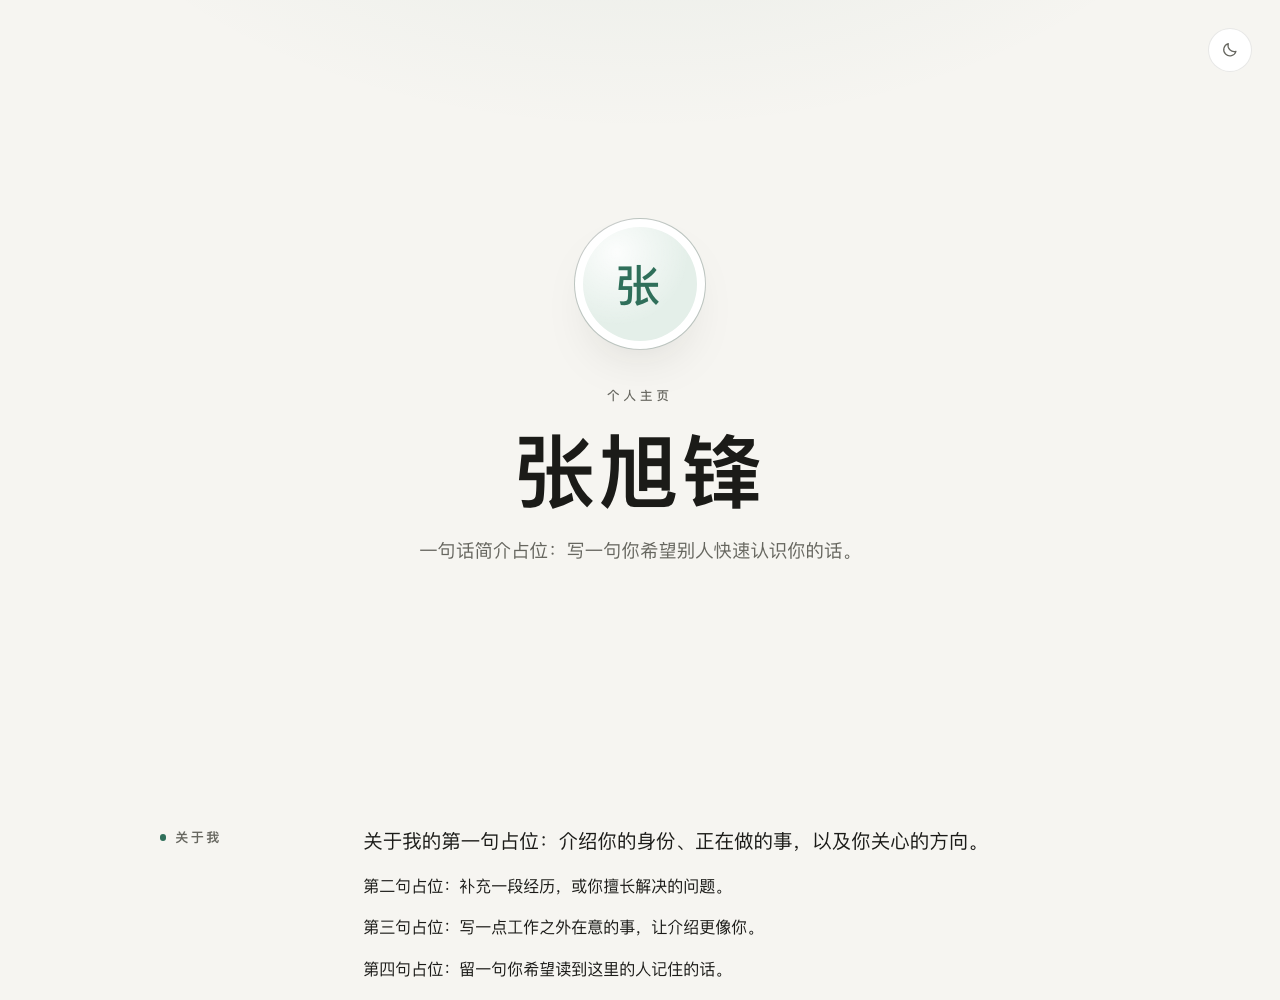 张
个人主页
张旭锋
一句话简介占位：写一句你希望别人快速认识你的话。
关于我
关于我的第一句占位：介绍你的身份、正在做的事，以及你关心的方向。
第二句占位：补充一段经历，或你擅长解决的问题。
第三句占位：写一点工作之外在意的事，让介绍更像你。
第四句占位：留一句你希望读到这里的人记住的话。